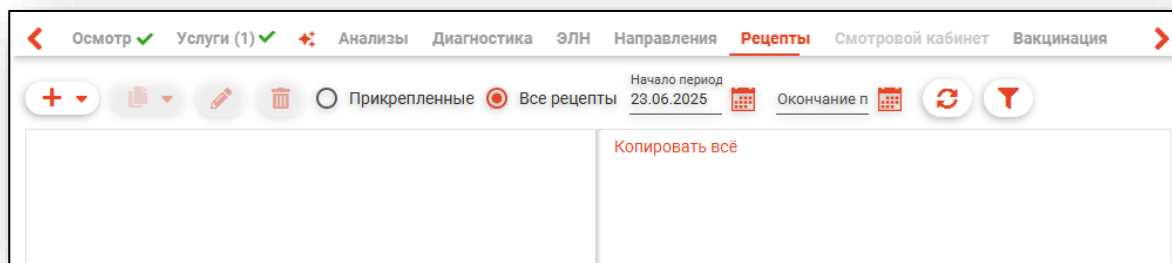 Осмотр Услуги (1) Анализы Диагностика ЭЛН Направления Рецепты Смотровой кабинет Вакцинация
Прикрепленные Все рецепты Начало период 23.06.2025 Окончание п
Копировать всё